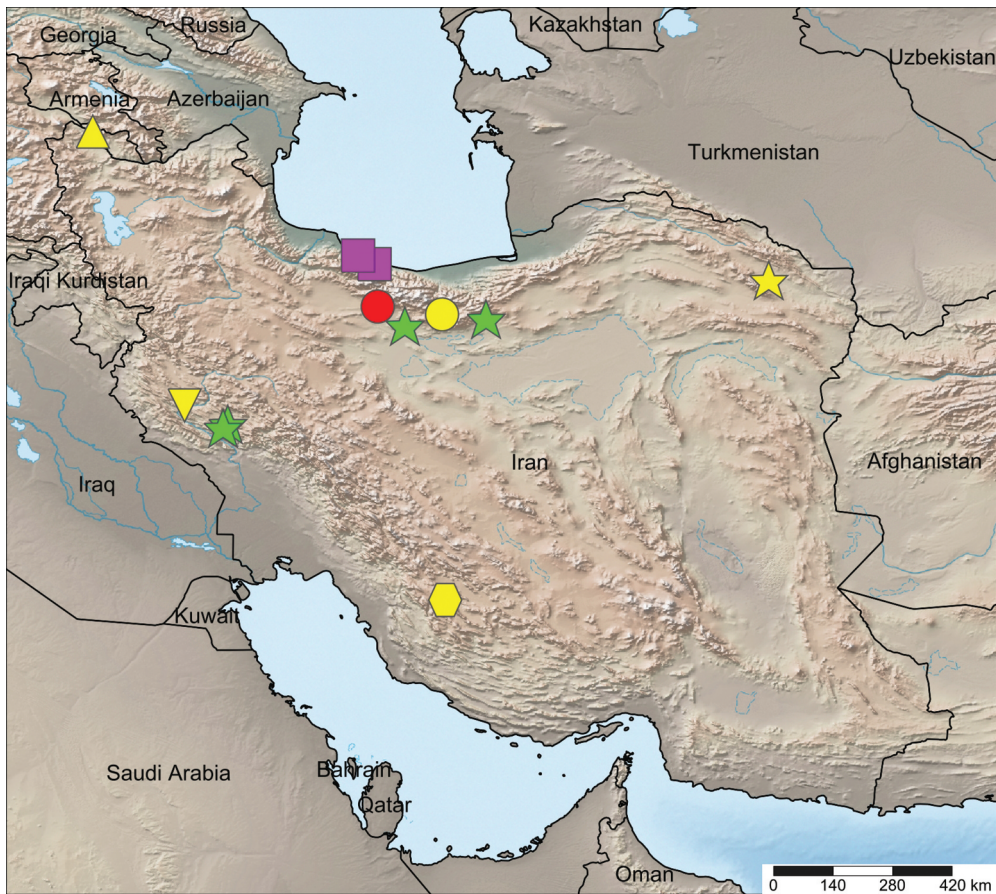 Russia
Kazakhstan
Georgia
Uzbekistan
Armenia
Azerbaijan
Turkmenistan
Iraqi Kurdistan
Iran
Afghanistan
Iraq
Kuwait
Saudi Arabia
Bahrain
Qatar
Oman
0 140 280 420 km